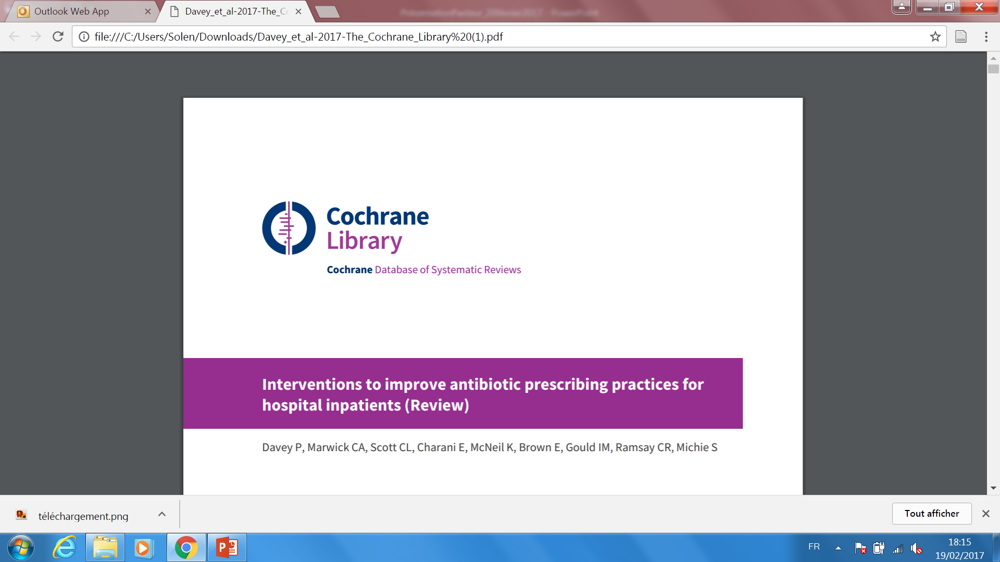 Outlook Web App
Davey_et_al-2017-The_C
PrésentationPasteur_20février2017 - PowerPoint
file:///C:/Users/Solen/Downloads/Davey_et_al-2017-The_Cochrane_Library%20(1).pdf
Cochrane
Library
Cochrane Database of Systematic Reviews
Interventions to improve antibiotic prescribing practices for
hospital inpatients (Review)
Davey P, Marwick CA, Scott CL, Charani E, McNeil K, Brown E, Gould IM, Ramsay CR, Michie S
téléchargement.png
Tout afficher
FR
18:15
19/02/2017